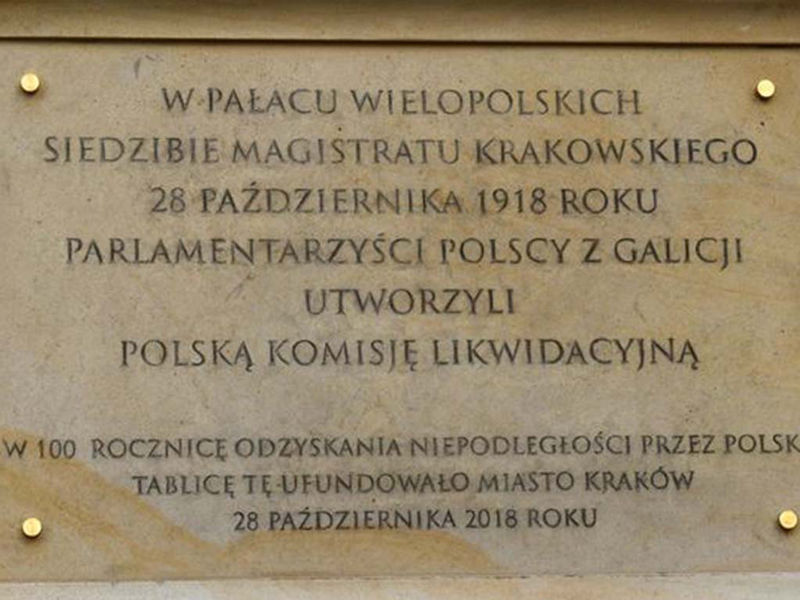 W PAŁACU WIELOPOLSKICH
SIEDZIBIE MAGISTRATU KRAKOWSKIEGO
28 PAŹDZIERNIKA 1918 ROKU
PARLAMENTARZYŚCI POLSCY Z GALICJI
UTWORZYLI
POLSKĄ KOMISJĘ LIKWIDACYJNĄ
W 100 ROCZNICĘ ODZYSKANIA NIEPODLEGŁOŚCI PRZEZ POLSK
TABLICĘ TĘ UFUNDOWAŁO MIASTO KRAKÓW
28 PAŹDZIERNIKA 2018 ROKU